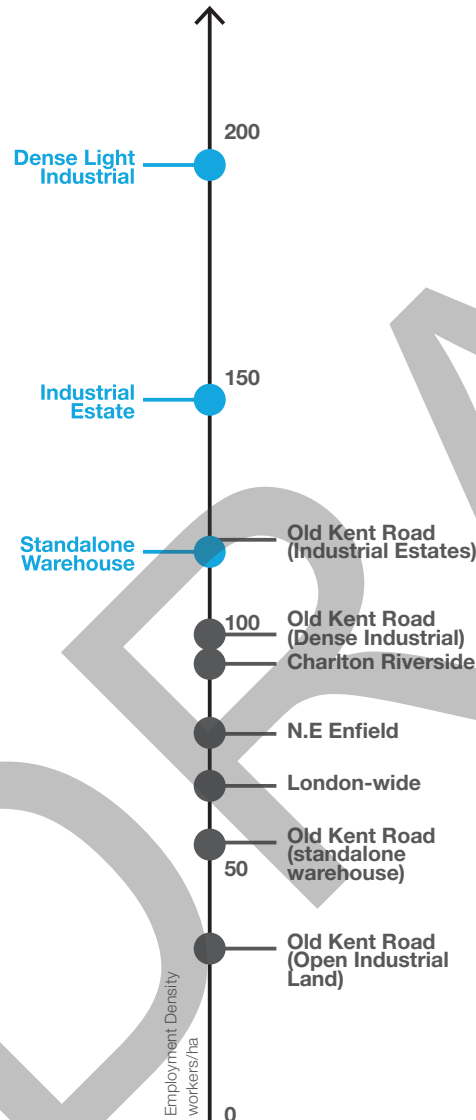 200
Dense Light
Industrial
150
Industrial
Estate
Old Kent Road
(Industrial Estates)
Standalone
Warehouse
100
Old Kent Road
(Dense Industrial)
Charlton Riverside
N.E Enfield
London-wide
Old Kent Road
(standalone
warehouse)
50
Old Kent Road
(Open Industrial
Land)
Employment Density
workers/ha
0
DRA